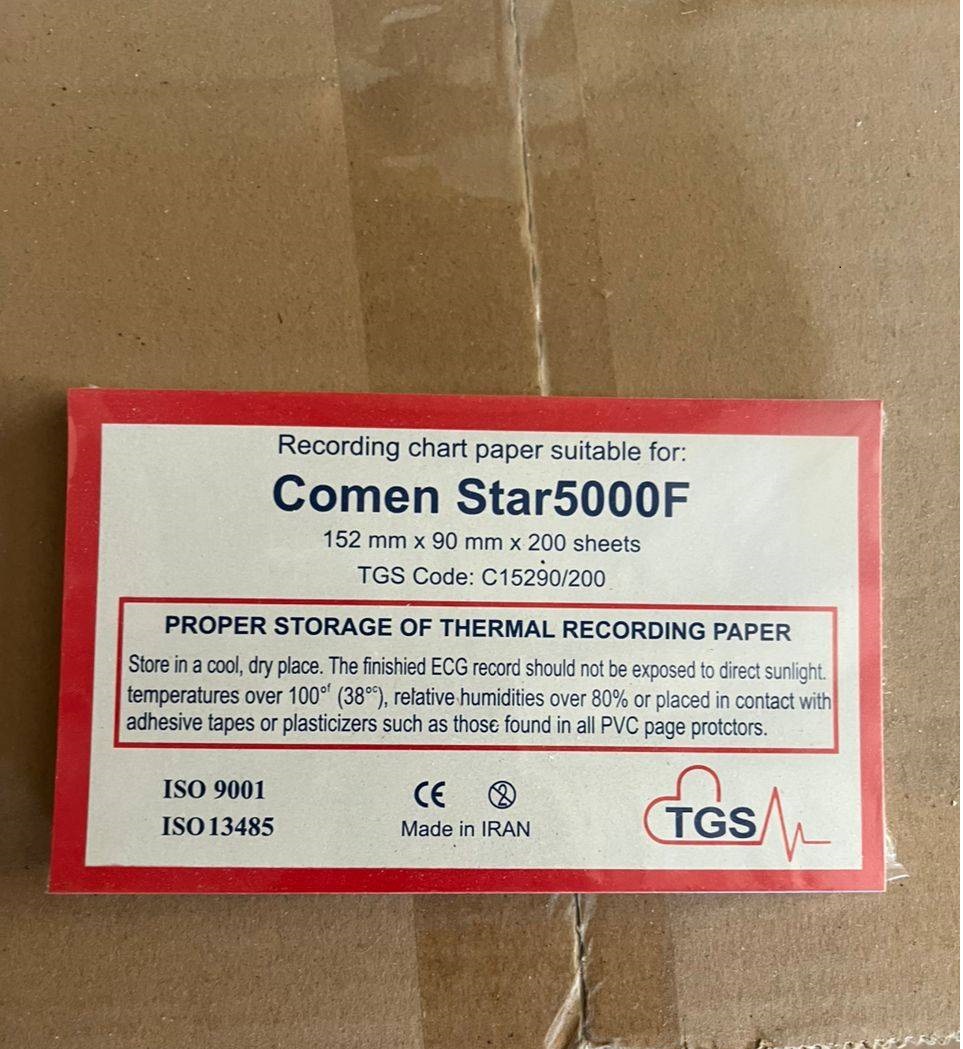 Recording chart paper suitable for:
Comen Star5000F
152 mm x 90 mm x 200 sheets
TGS Code: C15290/200
PROPER STORAGE OF THERMAL RECORDING PAPER
Store in a cool, dry place. The finishied ECG record should not be exposed to direct sunlight.
temperatures over 100°ᶠ (38°ᶜ), relative humidities over 80% or placed in contact with
adhesive tapes or plasticizers such as those found in all PVC page protctors.
ISO 9001
ISO 13485
CE 2
Made in IRAN
TGS